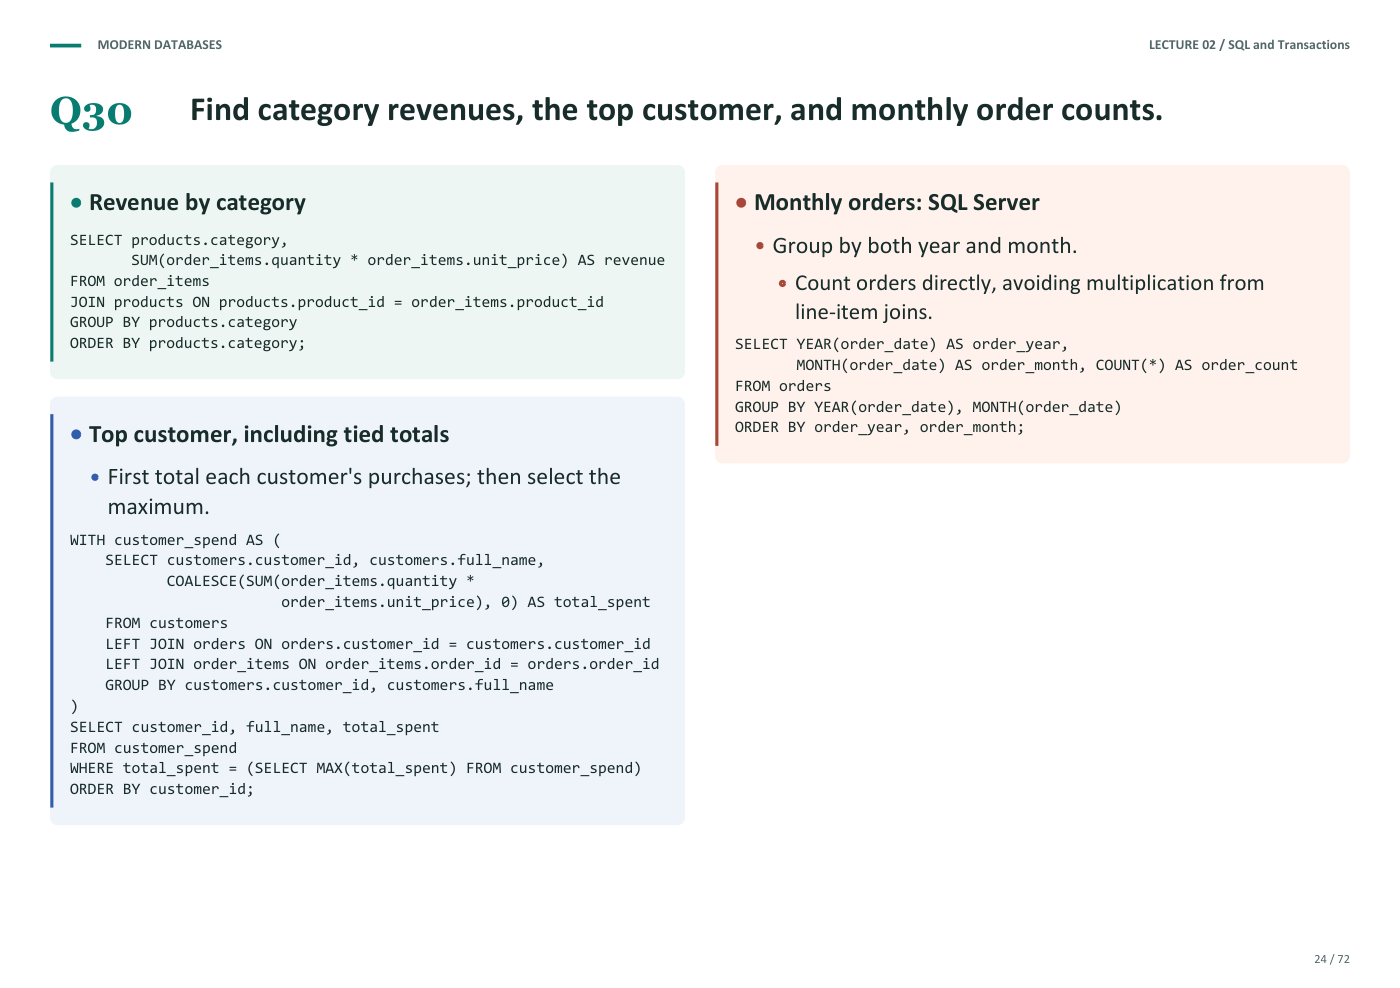 MODERN DATABASES
LECTURE 02 / SQL and Transactions
Q30
Find category revenues, the top customer, and monthly order counts.
• Revenue by category
SELECT products.category,
       SUM(order_items.quantity * order_items.unit_price) AS revenue
FROM order_items
JOIN products ON products.product_id = order_items.product_id
GROUP BY products.category
ORDER BY products.category;
• Top customer, including tied totals
• First total each customer's purchases; then select the
maximum.
WITH customer_spend AS (
    SELECT customers.customer_id, customers.full_name,
           COALESCE(SUM(order_items.quantity *
                        order_items.unit_price), 0) AS total_spent
    FROM customers
    LEFT JOIN orders ON orders.customer_id = customers.customer_id
    LEFT JOIN order_items ON order_items.order_id = orders.order_id
    GROUP BY customers.customer_id, customers.full_name
)
SELECT customer_id, full_name, total_spent
FROM customer_spend
WHERE total_spent = (SELECT MAX(total_spent) FROM customer_spend)
ORDER BY customer_id;
• Monthly orders: SQL Server
• Group by both year and month.
• Count orders directly, avoiding multiplication from
line-item joins.
SELECT YEAR(order_date) AS order_year,
       MONTH(order_date) AS order_month, COUNT(*) AS order_count
FROM orders
GROUP BY YEAR(order_date), MONTH(order_date)
ORDER BY order_year, order_month;
24 / 72